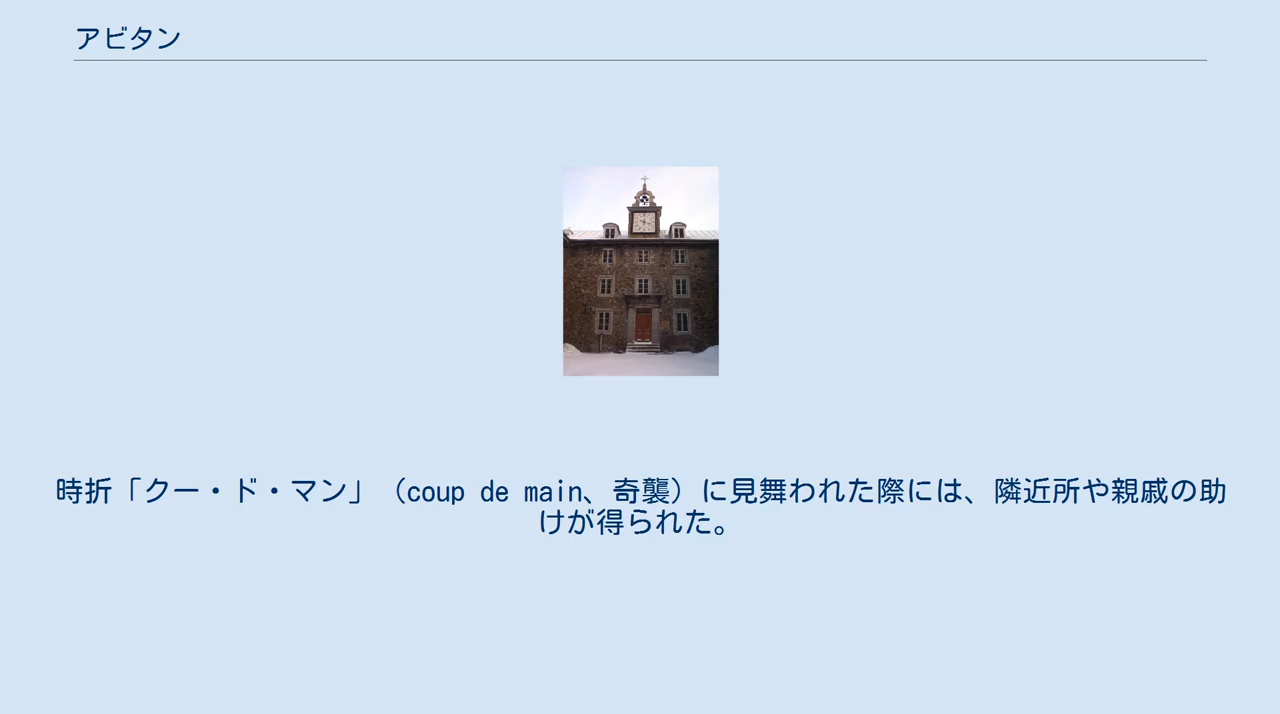 アビタン
時折「クー・ド・マン」（coup de main、奇襲）に見舞われた際には、隣近所や親戚の助
けが得られた。